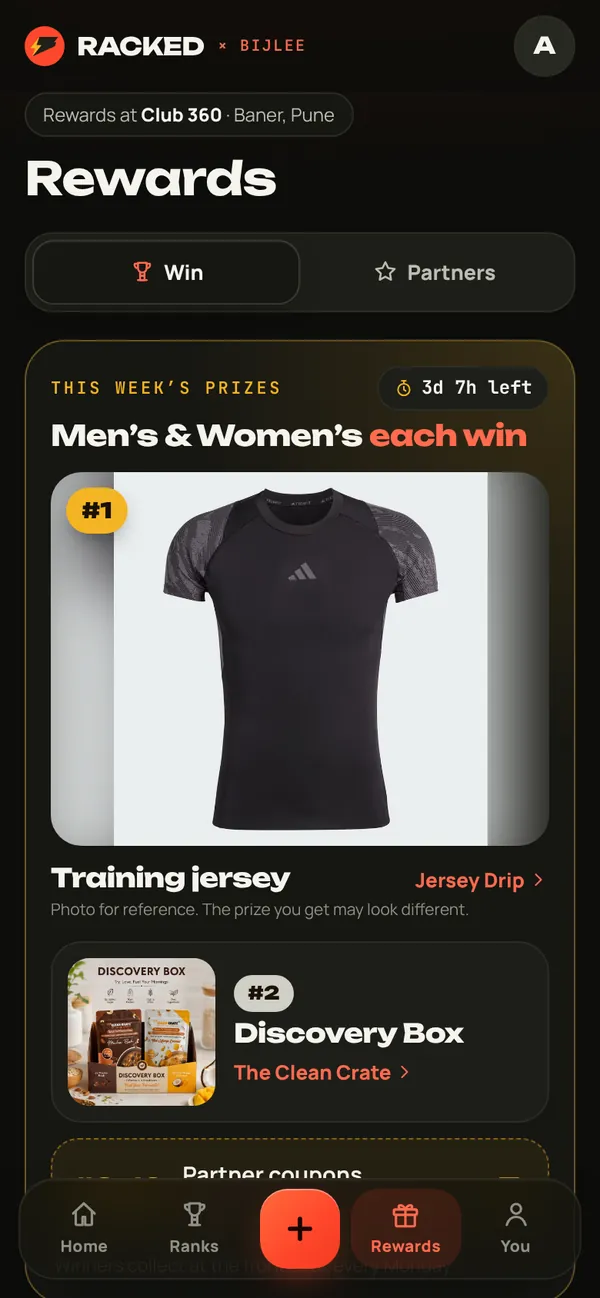 RACKED × BIJLEE
A
Rewards at Club 360 · Baner, Pune
Rewards
Win
Partners
THIS WEEK’S PRIZES
3d 7h left
Men’s & Women’s each win
#1
Training jersey
Jersey Drip >
Photo for reference. The prize you get may look different.
DISCOVERY BOX
DISCOVERY BOX
#2
Discovery Box
The Clean Crate >
Partner coupons
Winners collect at the front every Monday
+
Home
Ranks
Rewards
You